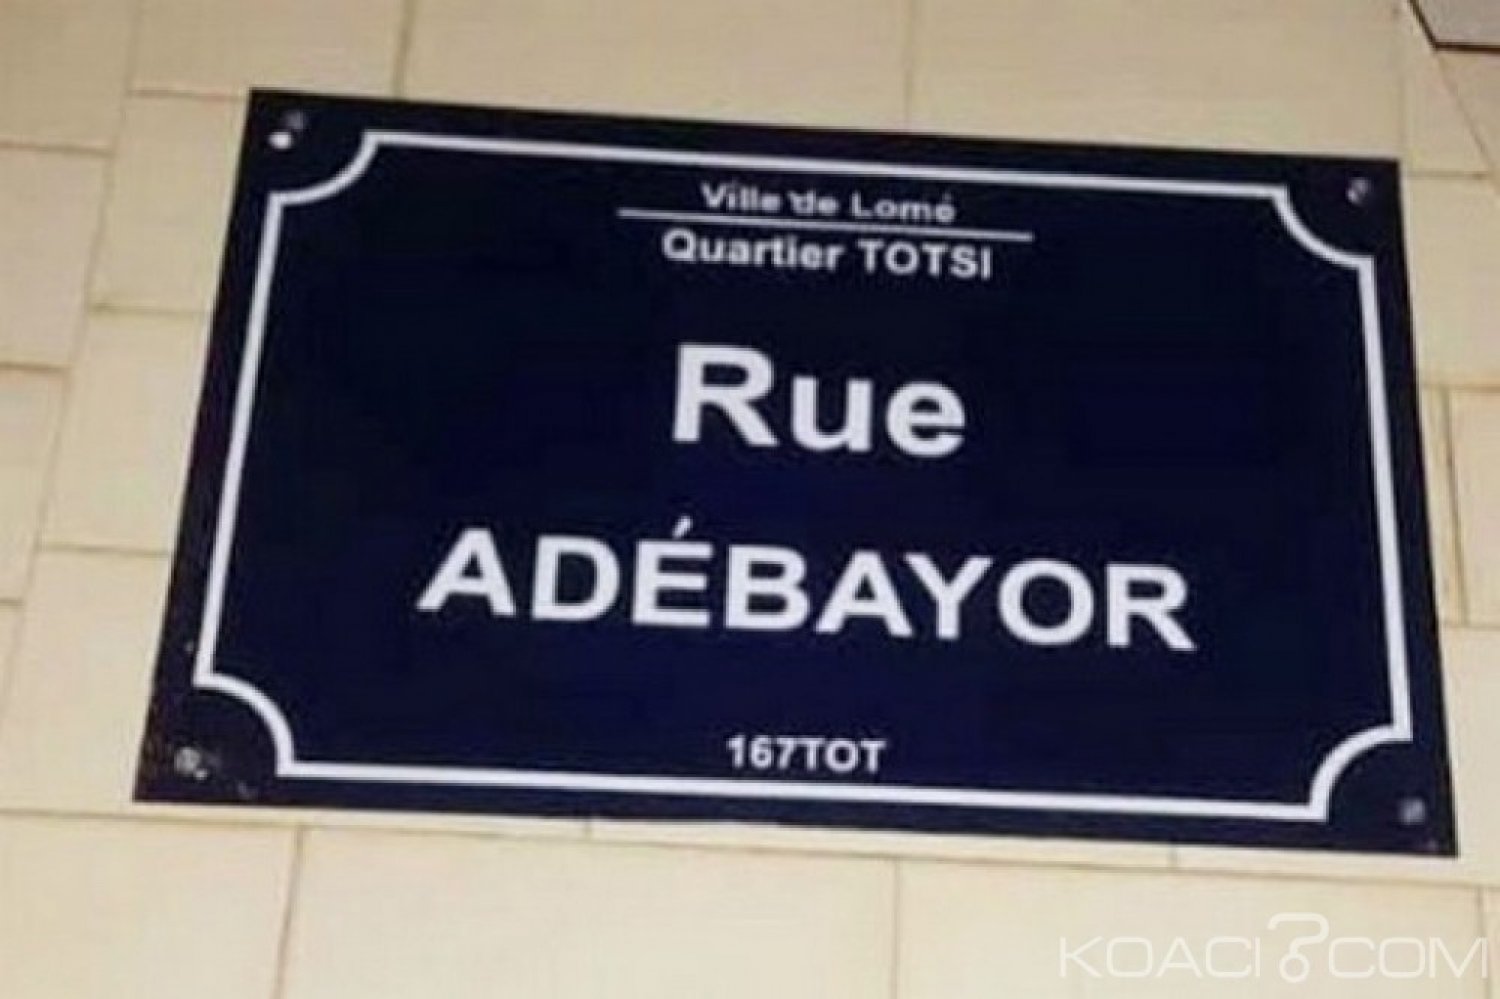 Ville de Lomé
Quartier TOTSI
Rue
ADÉBAYOR
167TOT
KOACI.COM